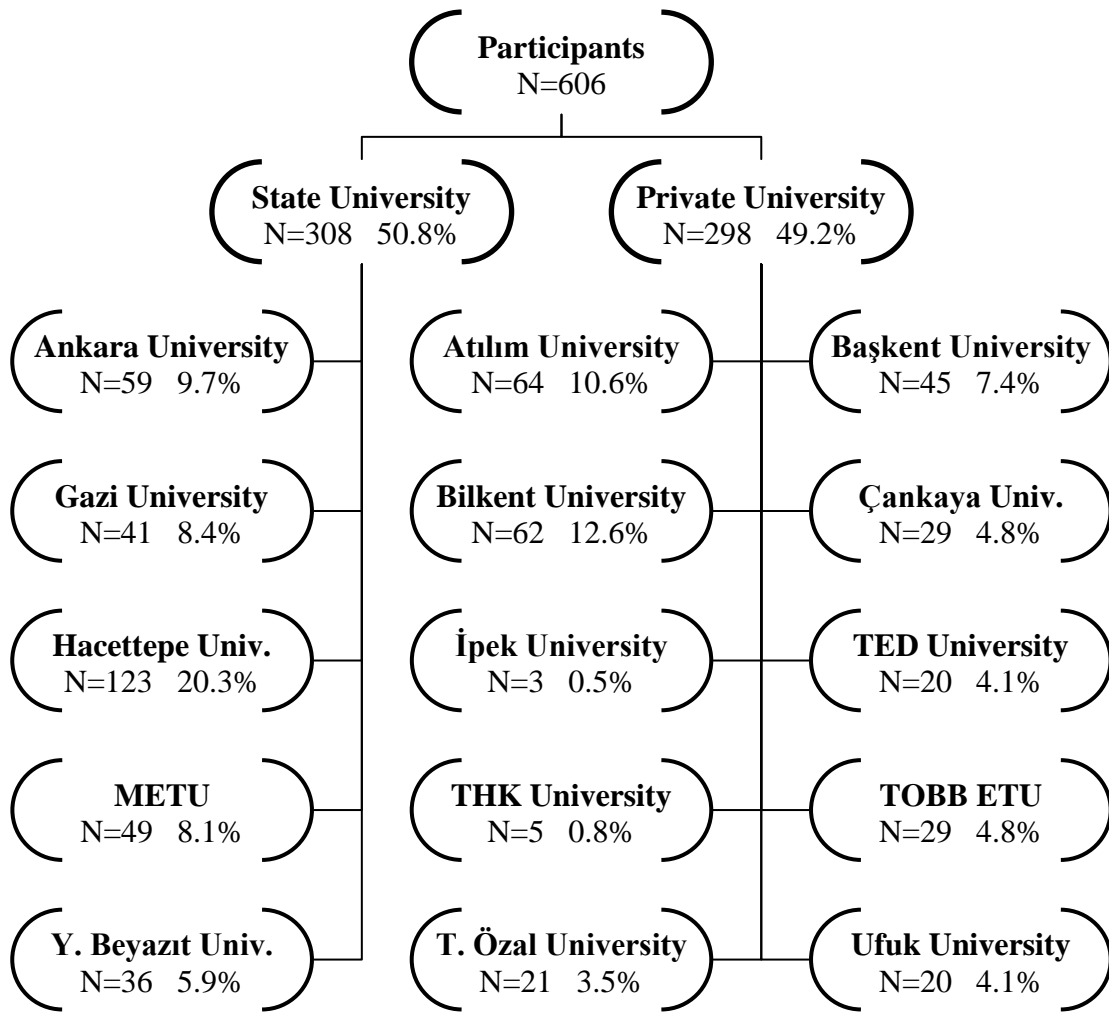 Participants
N=606
State University
N=308 50.8%
Private University
N=298 49.2%
Ankara University
N=59 9.7%
Atılım University
N=64 10.6%
Başkent University
N=45 7.4%
Gazi University
N=41 8.4%
Bilkent University
N=62 12.6%
Çankaya Univ.
N=29 4.8%
Hacettepe Univ.
N=123 20.3%
İpek University
N=3 0.5%
TED University
N=20 4.1%
METU
N=49 8.1%
THK University
N=5 0.8%
TOBB ETU
N=29 4.8%
Y. Beyazıt Univ.
N=36 5.9%
T. Özal University
N=21 3.5%
Ufuk University
N=20 4.1%